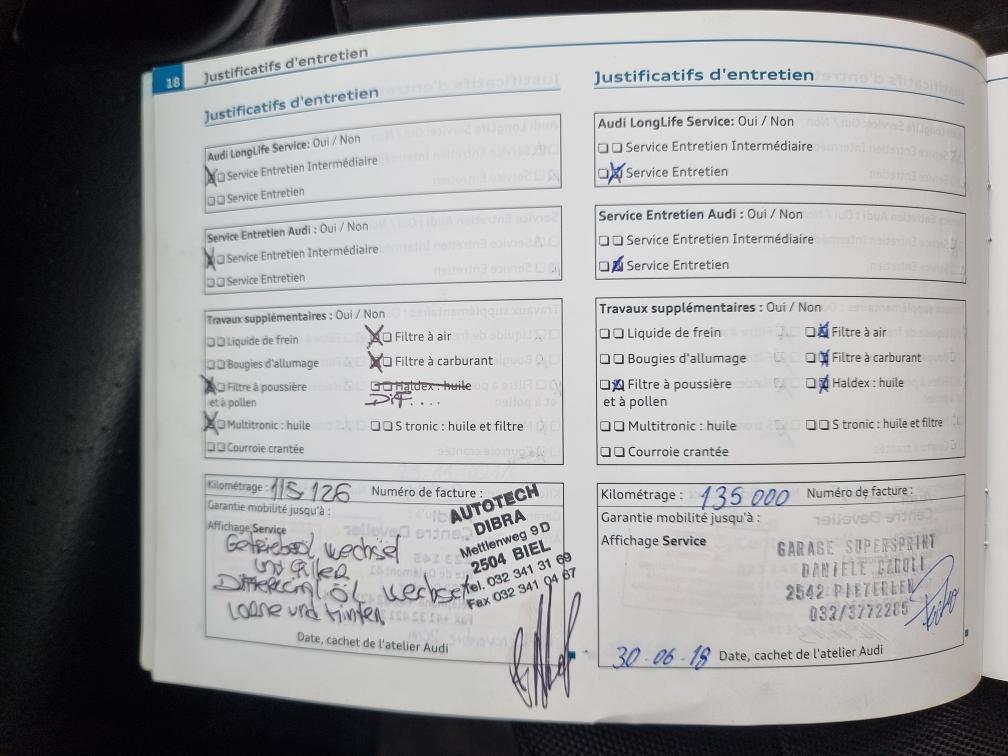 18 Justificatifs d'entretien
Justificatifs d'entretien
Audi LongLife Service: Oui / Non
Service Entretien Intermédiaire
Service Entretien
Service Entretien Audi : Oui / Non
Service Entretien Intermédiaire
Service Entretien
Travaux supplémentaires : Oui / Non
Liquide de frein
Filtre à air
Bougies d'allumage
Filtre à carburant
Filtre à poussière
et à pollen
Haldex : huile
Diff....
Multitronic : huile
S tronic : huile et filtre
Courroie crantée
Kilométrage : 115 126 Numéro de facture :
Garantie mobilité jusqu'à :
Affichage Service
Getriebeöl wechsel
und Filter
Differenzial öl wechsel
vorne und hinten
AUTOTECH
DIBRA
Mettlenweg 9 D
2504 BIEL
Tel. 032 341 31 69
Fax 032 341 04 67
Date, cachet de l'atelier Audi
Justificatifs d'entretien
Audi LongLife Service: Oui / Non
Service Entretien Intermédiaire
Service Entretien
Service Entretien Audi : Oui / Non
Service Entretien Intermédiaire
Service Entretien
Travaux supplémentaires : Oui / Non
Liquide de frein
Filtre à air
Bougies d'allumage
Filtre à carburant
Filtre à poussière
et à pollen
Haldex : huile
Multitronic : huile
S tronic : huile et filtre
Courroie crantée
Kilométrage : 135 000 Numéro de facture :
Garantie mobilité jusqu'à :
Affichage Service
GARAGE SUPERSPRINT
DANIELE CAROLI
2542 PIETERLEN
032/3772285
30.06.18 Date, cachet de l'atelier Audi